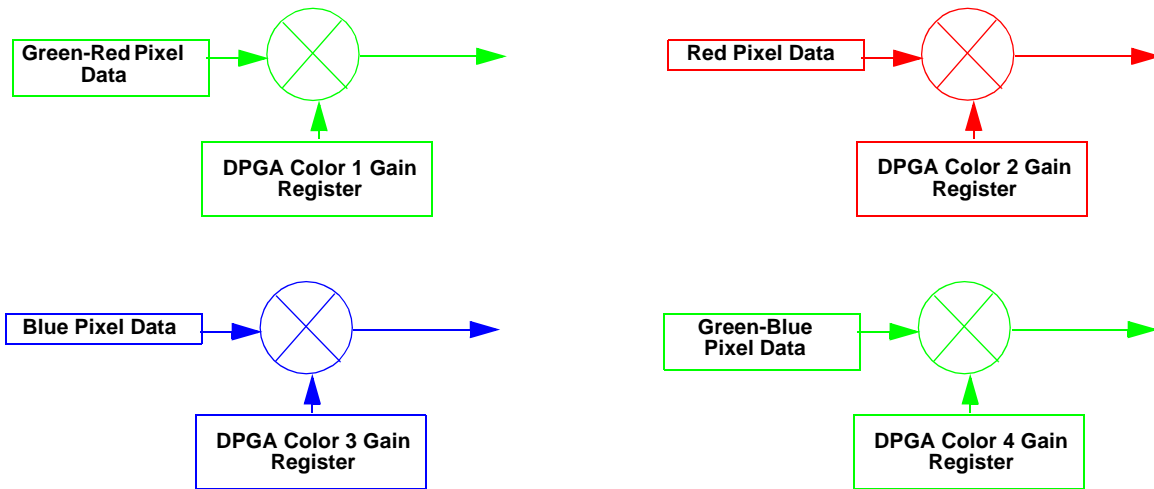 Green-Red Pixel
Data
DPGA Color 1 Gain
Register
Red Pixel Data
DPGA Color 2 Gain
Register
Blue Pixel Data
DPGA Color 3 Gain
Register
Green-Blue
Pixel Data
DPGA Color 4 Gain
Register